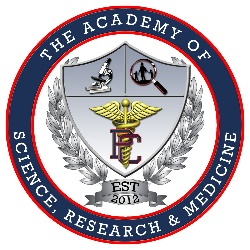 THE ACADEMY OF
SCIENCE, RESEARCH & MEDICINE
PC
EST
2012